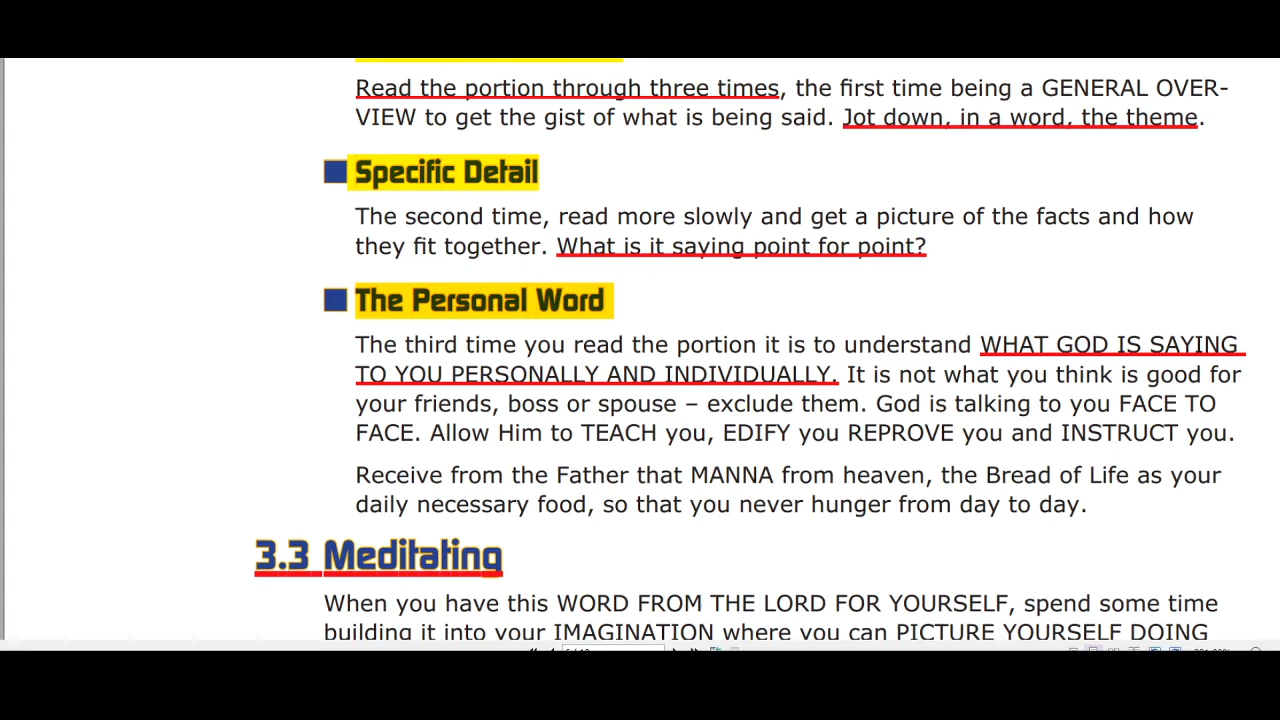 Read the portion through three times, the first time being a GENERAL OVER-
VIEW to get the gist of what is being said. Jot down, in a word, the theme.
Specific Detail
The second time, read more slowly and get a picture of the facts and how
they fit together. What is it saying point for point?
The Personal Word
The third time you read the portion it is to understand WHAT GOD IS SAYING
TO YOU PERSONALLY AND INDIVIDUALLY. It is not what you think is good for
your friends, boss or spouse – exclude them. God is talking to you FACE TO
FACE. Allow Him to TEACH you, EDIFY you REPROVE you and INSTRUCT you.
Receive from the Father that MANNA from heaven, the Bread of Life as your
daily necessary food, so that you never hunger from day to day.
3.3 Meditating
When you have this WORD FROM THE LORD FOR YOURSELF, spend some time
building it into your IMAGINATION where you can PICTURE YOURSELF DOING